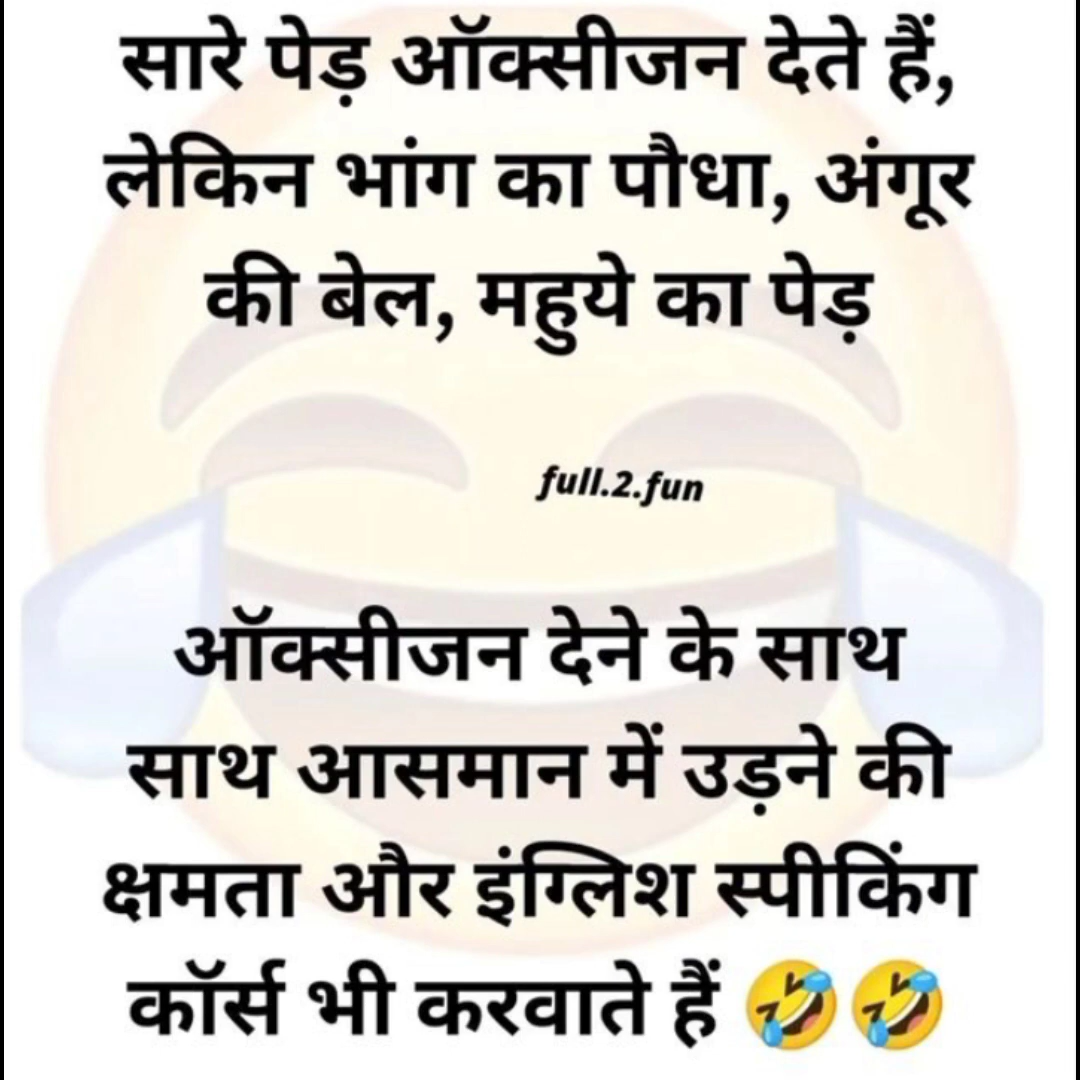 सारे पेड़ ऑक्सीजन देते हैं,
लेकिन भांग का पौधा, अंगूर
की बेल, महुये का पेड़
full.2.fun
ऑक्सीजन देने के साथ
साथ आसमान में उड़ने की
क्षमता और इंग्लिश स्पीकिंग
कॉर्स भी करवाते हैं 🤣🤣